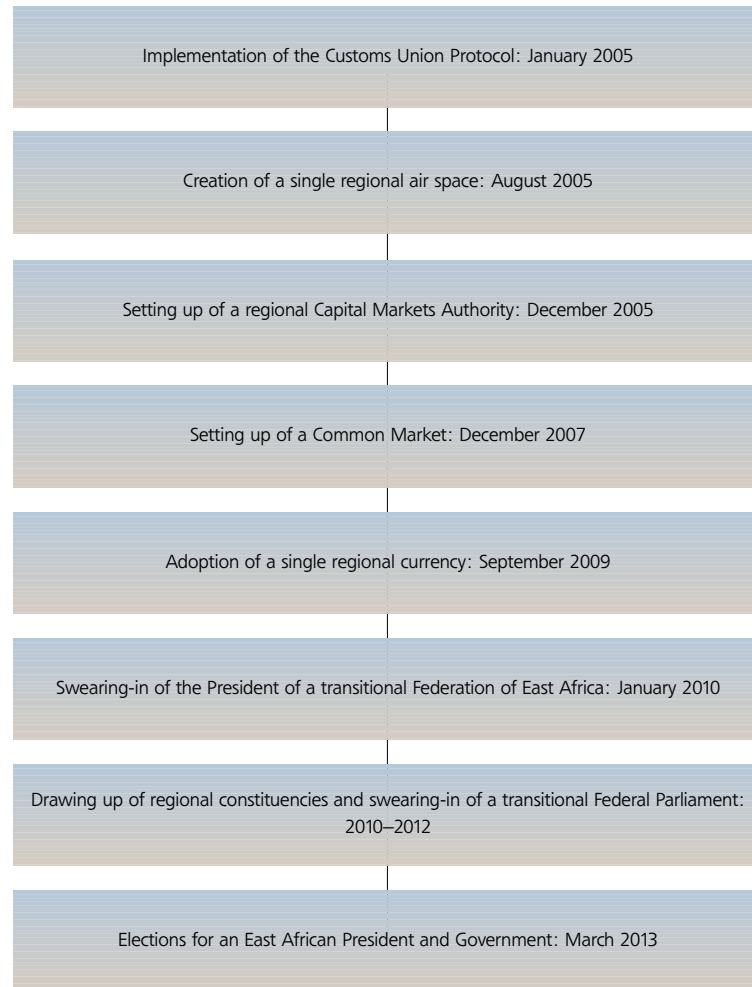 Implementation of the Customs Union Protocol: January 2005
Creation of a single regional air space: August 2005
Setting up of a regional Capital Markets Authority: December 2005
Setting up of a Common Market: December 2007
Adoption of a single regional currency: September 2009
Swearing-in of the President of a transitional Federation of East Africa: January 2010
Drawing up of regional constituencies and swearing-in of a transitional Federal Parliament:
2010–2012
Elections for an East African President and Government: March 2013